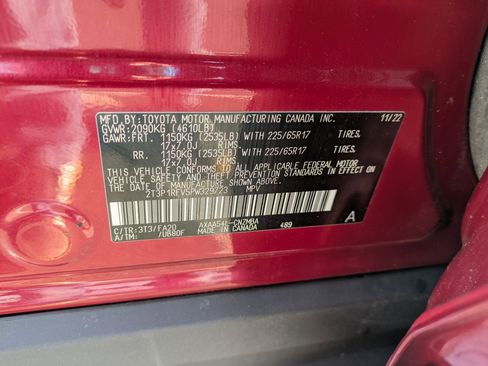 MFD. BY: TOYOTA MOTOR MANUFACTURING CANADA INC. 11/22
GVWR: 2090KG (4610LB)
GAWR: FRT. 1150KG (2535LB) WITH 225/65R17 TIRES,
17x7.0J RIMS,
RR. 1150KG (2535LB) WITH 225/65R17 TIRES,
17x7.0J RIMS,
THIS VEHICLE CONFORMS TO ALL APPLICABLE FEDERAL MOTOR
VEHICLE SAFETY AND THEFT PREVENTION STANDARDS IN EFFECT
ON THE DATE OF MANUFACTURE SHOWN ABOVE.
2T3P1RFV5PW329723 MPV
A
C/TR: 3T3/FA20 AXAA54L-CNZMBA 489
A/TM: /UB80F MADE IN CANADA